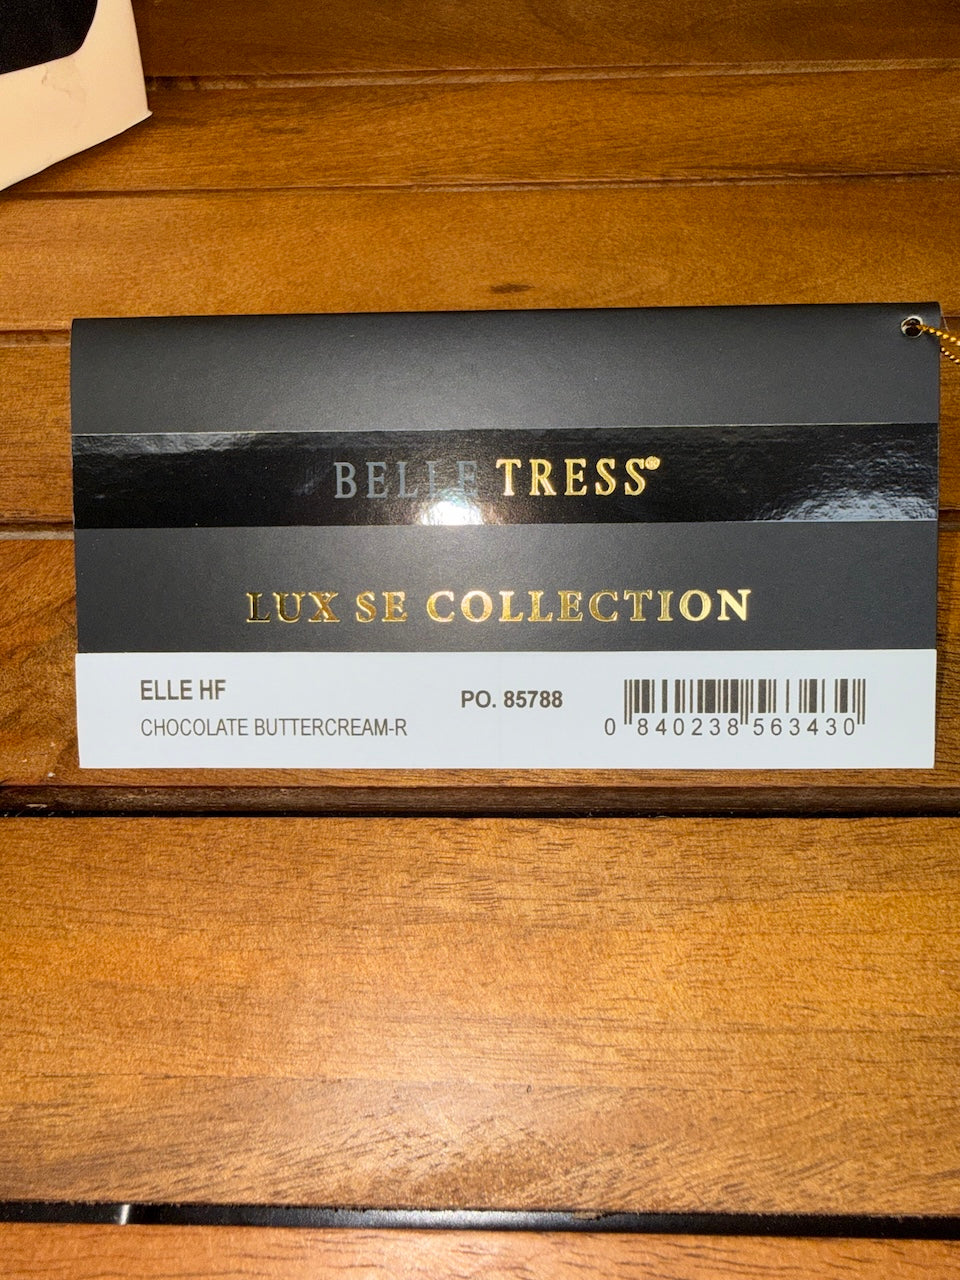 BELLE TRESS®
LUX SE COLLECTION
ELLE HF
CHOCOLATE BUTTERCREAM-R
PO. 85788
0 840238 563430